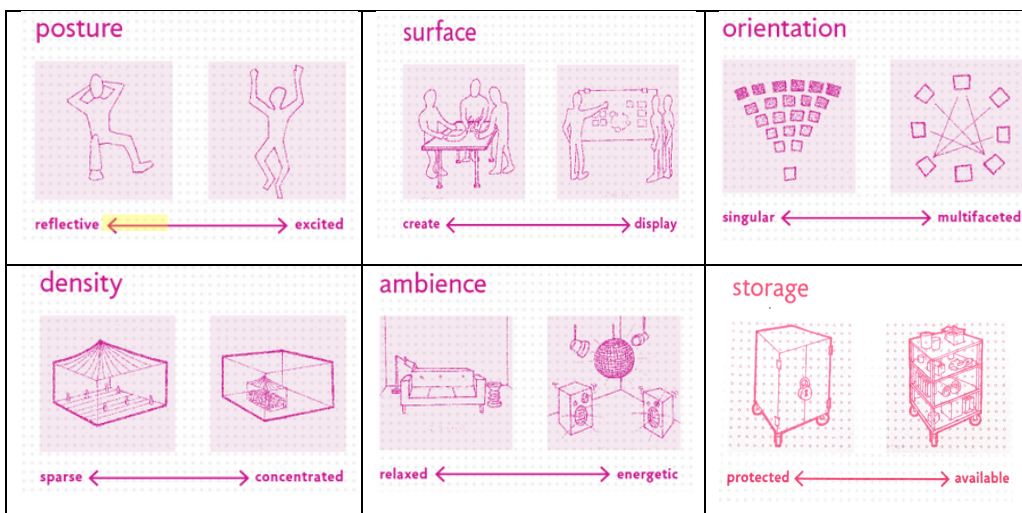 posture
surface
orientation
reflective excited
create display
singular multifaceted
density
ambience
storage
sparse concentrated
relaxed energetic
protected available